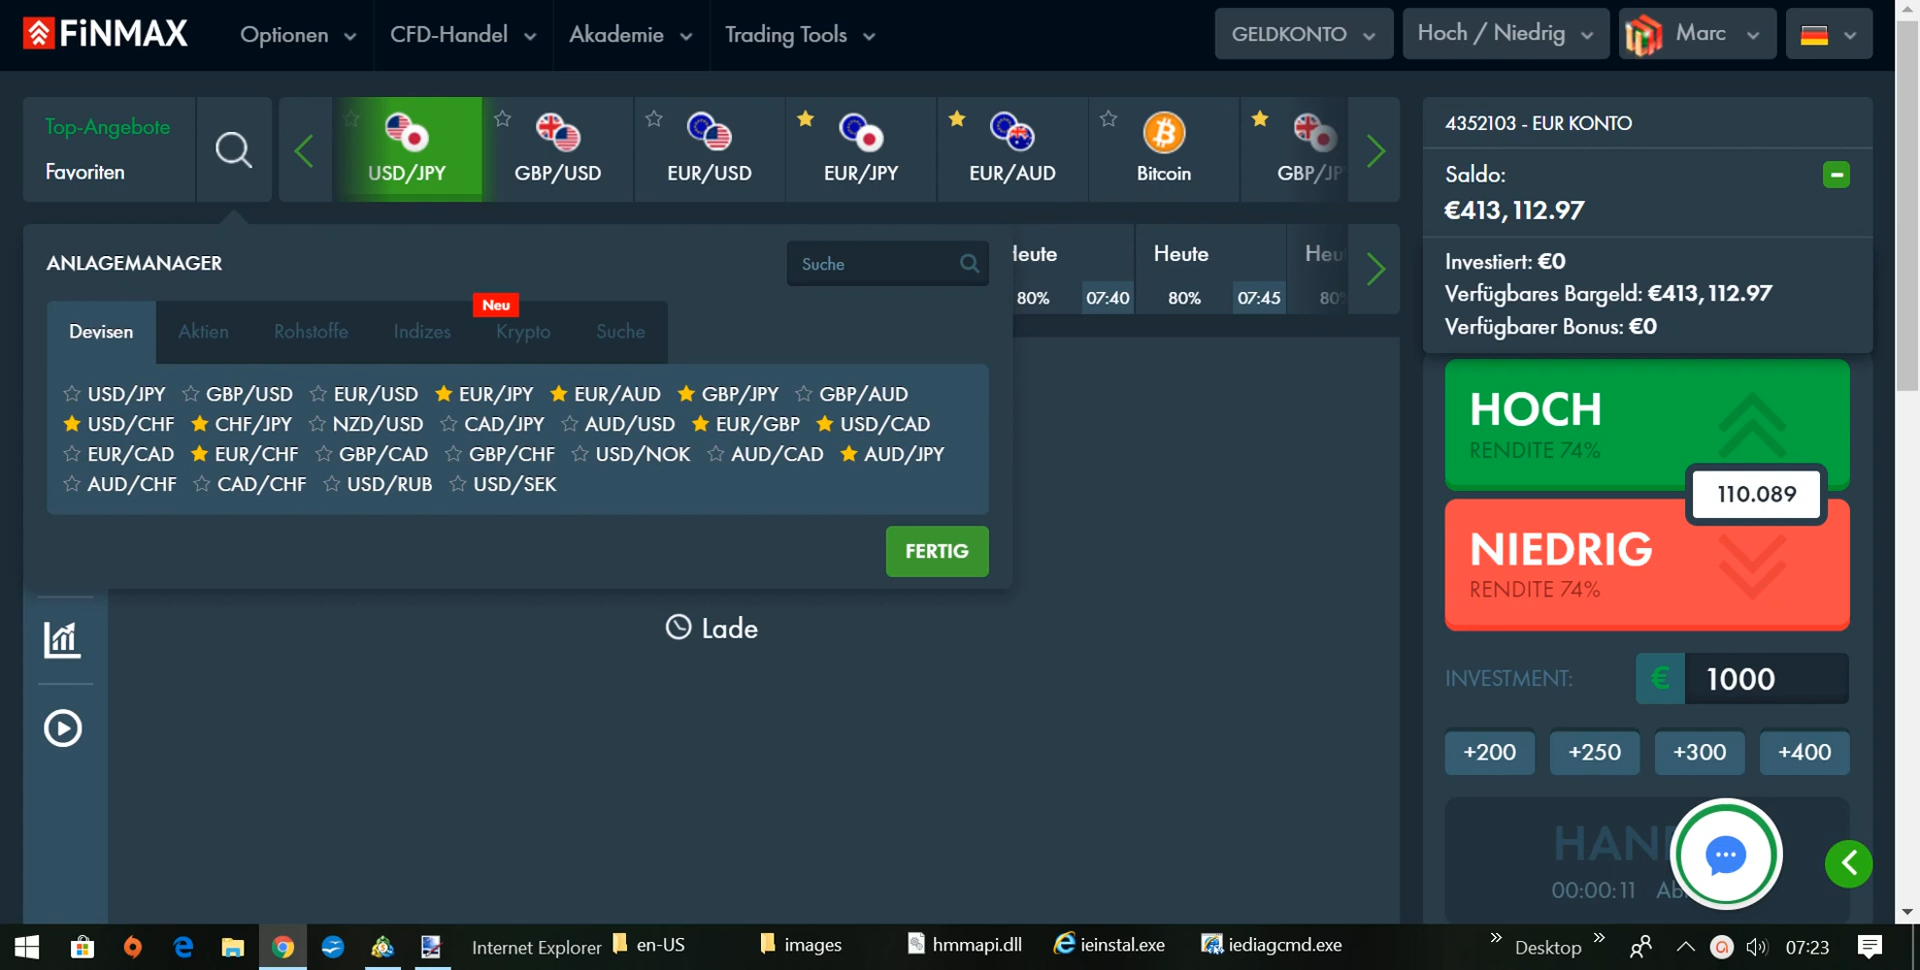 FiNMAX
Optionen
CFD-Handel
Akademie
Trading Tools
GELDKONTO
Hoch / Niedrig
Marc
Top-Angebote
Favoriten
USD/JPY
GBP/USD
EUR/USD
EUR/JPY
EUR/AUD
Bitcoin
GBP/JP
4352103 - EUR KONTO
Saldo:
€413,112.97
Investiert: €0
Verfügbares Bargeld: €413,112.97
Verfügbarer Bonus: €0
ANLAGEMANAGER
Suche
Heute
80% 07:40
Heute
80% 07:45
Heu
80
Neu
Devisen Aktien Rohstoffe Indizes Krypto Suche
USD/JPY GBP/USD EUR/USD EUR/JPY EUR/AUD GBP/JPY GBP/AUD
USD/CHF CHF/JPY NZD/USD CAD/JPY AUD/USD EUR/GBP USD/CAD
EUR/CAD EUR/CHF GBP/CAD GBP/CHF USD/NOK AUD/CAD AUD/JPY
AUD/CHF CAD/CHF USD/RUB USD/SEK
FERTIG
Lade
HOCH
RENDITE 74%
110.089
NIEDRIG
RENDITE 74%
INVESTMENT: € 1000
+200 +250 +300 +400
HAN
00:00:11 Ab
Internet Explorer en-US images hmmapi.dll ieinstal.exe iediagcmd.exe » Desktop » 07:23